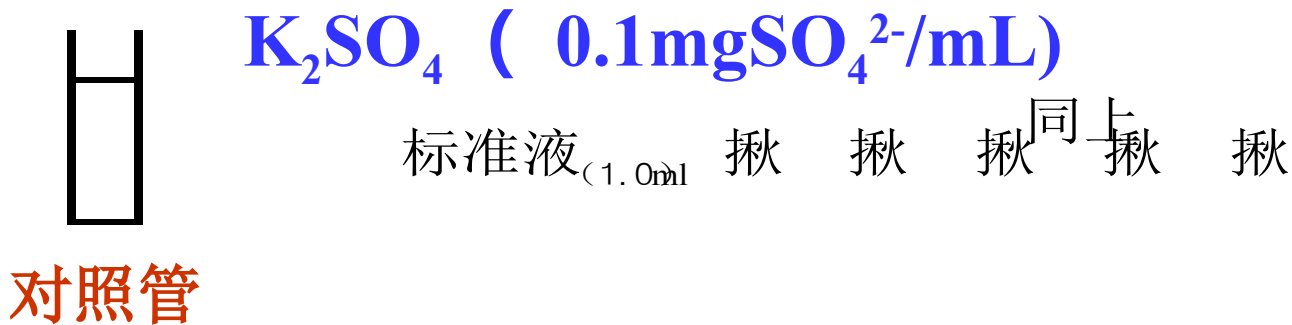 K₂SO₄ ( 0.1mgSO₄²⁻/mL)
同上
标准液(1.0ml) 揪 揪 揪 揪 揪
对照管